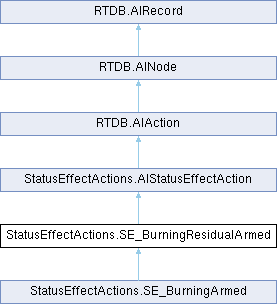 RTDB.AIRecord
RTDB.AINode
RTDB.AIAction
StatusEffectActions.AIStatusEffectAction
StatusEffectActions.SE_BurningResidualArmed
StatusEffectActions.SE_BurningArmed